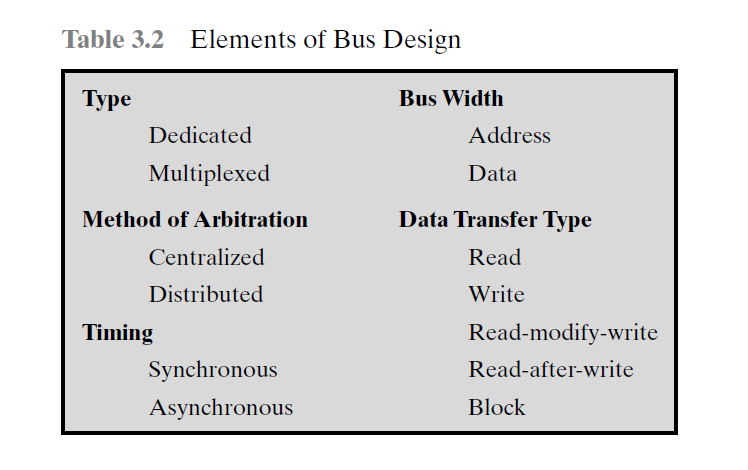 Table 3.2 Elements of Bus Design
Type
Dedicated
Multiplexed
Method of Arbitration
Centralized
Distributed
Timing
Synchronous
Asynchronous
Bus Width
Address
Data
Data Transfer Type
Read
Write
Read-modify-write
Read-after-write
Block